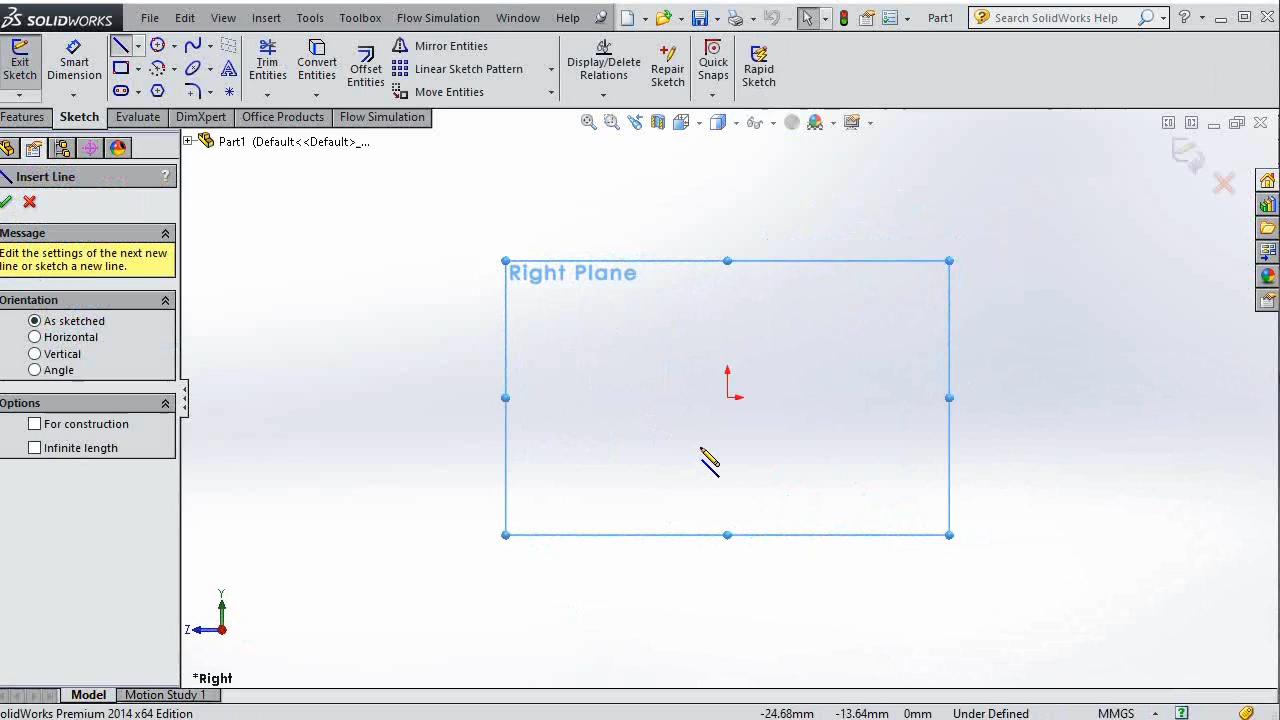 SOLIDWORKS File Edit View Insert Tools Toolbox Flow Simulation Window Help Part1 Search SolidWorks Help ?
Exit Sketch
Smart Dimension
Trim Entities
Convert Entities
Offset Entities
Mirror Entities
Linear Sketch Pattern
Move Entities
Display/Delete Relations
Repair Sketch
Quick Snaps
Rapid Sketch
Features Sketch Evaluate DimXpert Office Products Flow Simulation
Part1 (Default<<Default>_...
Insert Line ?
Message
Edit the settings of the next new
line or sketch a new line.
Orientation
As sketched
Horizontal
Vertical
Angle
Options
For construction
Infinite length
Right Plane
Y
Z
*Right
Model Motion Study 1
SolidWorks Premium 2014 x64 Edition -24.68mm -13.64mm 0mm Under Defined MMGS ?